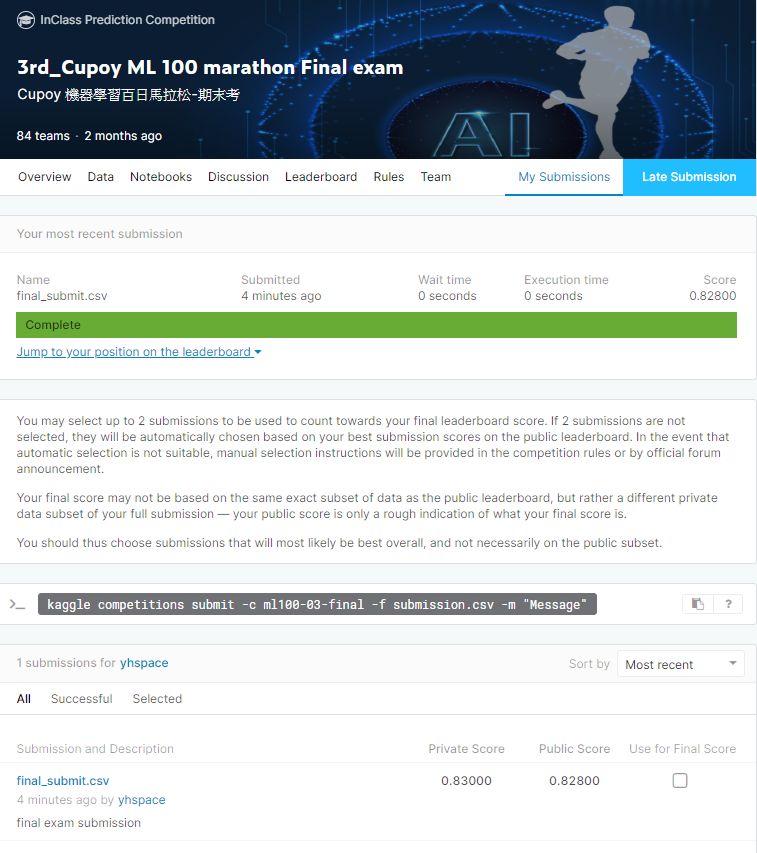 InClass Prediction Competition
3rd_Cupoy ML 100 marathon Final exam
Cupoy 機器學習百日馬拉松-期末考
AI
84 teams · 2 months ago
Overview Data Notebooks Discussion Leaderboard Rules Team My Submissions Late Submission
Your most recent submission
Name Submitted Wait time Execution time Score
final_submit.csv 4 minutes ago 0 seconds 0 seconds 0.82800
Complete
Jump to your position on the leaderboard
You may select up to 2 submissions to be used to count towards your final leaderboard score. If 2 submissions are not
selected, they will be automatically chosen based on your best submission scores on the public leaderboard. In the event that
automatic selection is not suitable, manual selection instructions will be provided in the competition rules or by official forum
announcement.
Your final score may not be based on the same exact subset of data as the public leaderboard, but rather a different private
data subset of your full submission — your public score is only a rough indication of what your final score is.
You should thus choose submissions that will most likely be best overall, and not necessarily on the public subset.
>_ kaggle competitions submit -c ml100-03-final -f submission.csv -m "Message" ?
1 submissions for yhspace Sort by Most recent
All Successful Selected
Submission and Description Private Score Public Score Use for Final Score
final_submit.csv 0.83000 0.82800
4 minutes ago by yhspace
final exam submission